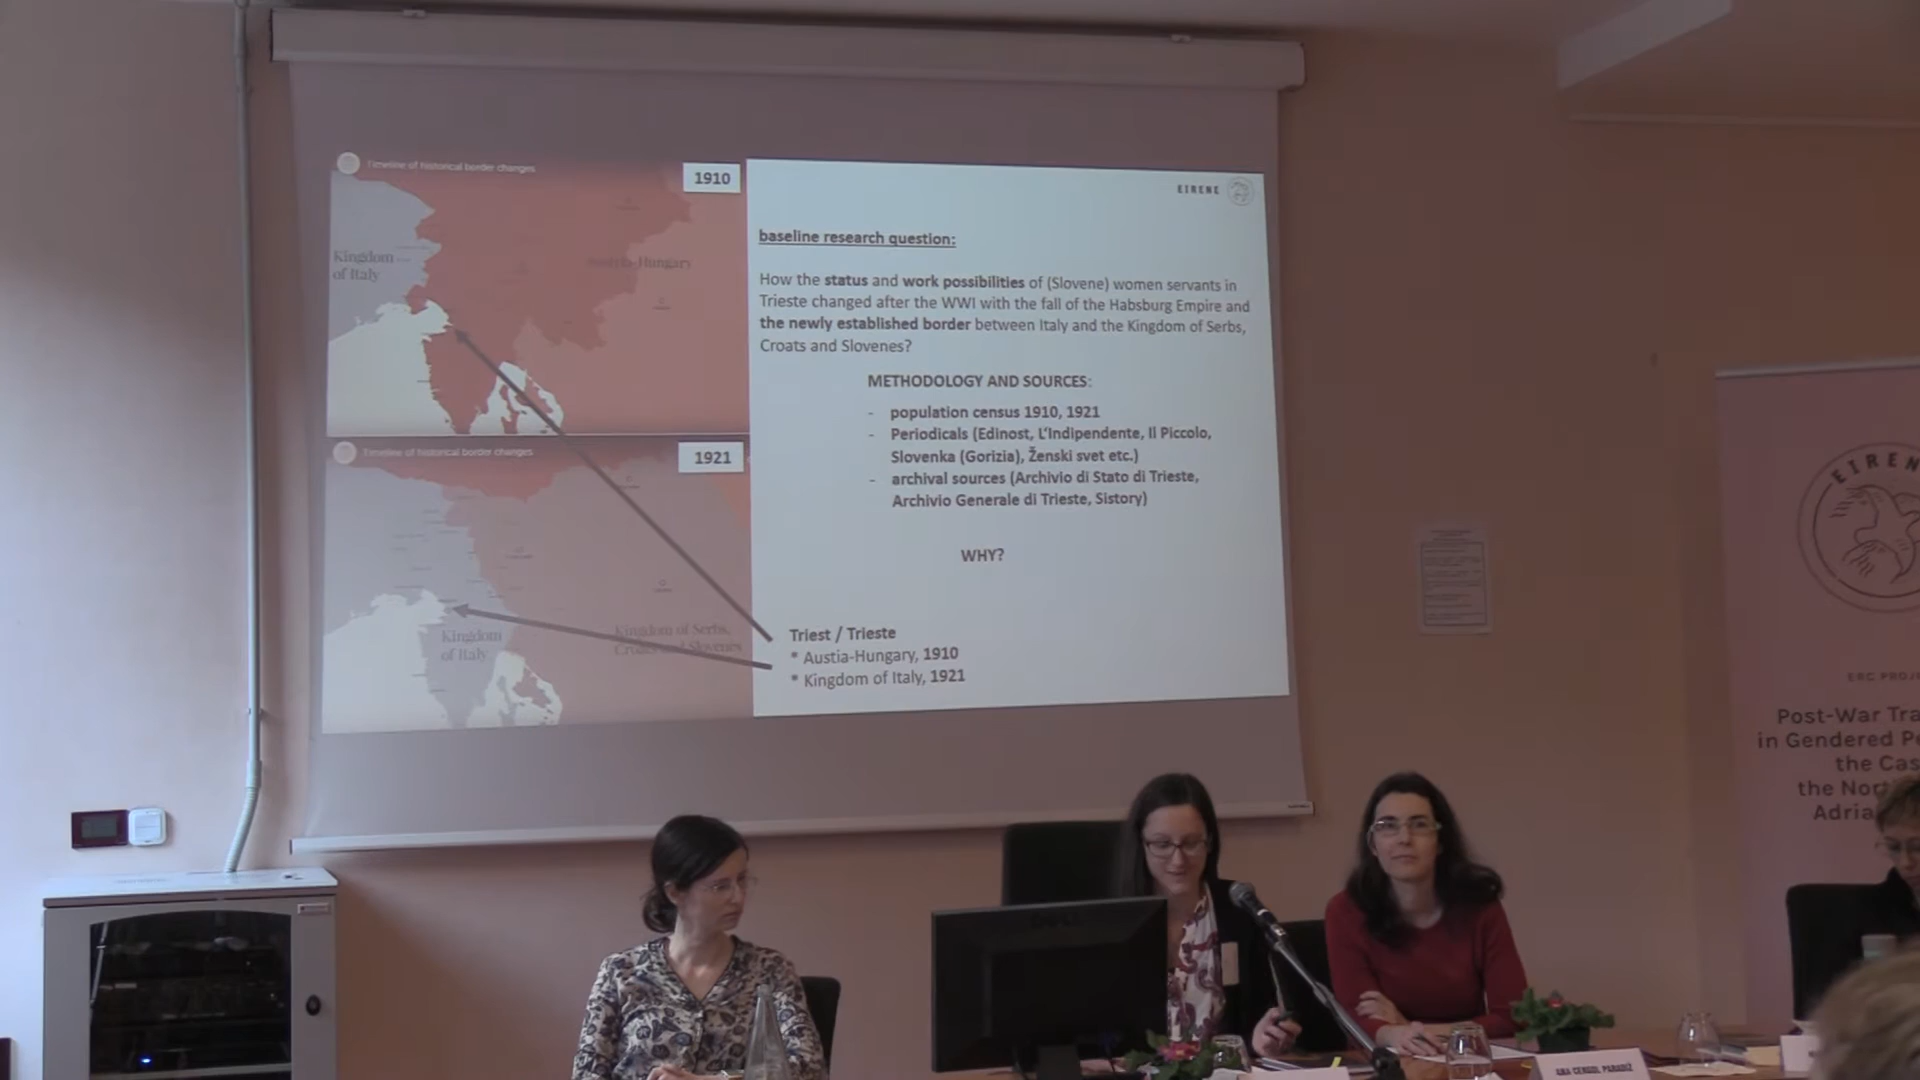 Timeline of historical border changes
1910
Kingdom
of Italy
Austria-Hungary
Timeline of historical border changes
1921
Kingdom
of Italy
Kingdom of Serbs,
Croats and Slovenes
EIRENE
baseline research question:
How the status and work possibilities of (Slovene) women servants in
Trieste changed after the WWI with the fall of the Habsburg Empire and
the newly established border between Italy and the Kingdom of Serbs,
Croats and Slovenes?
METHODOLOGY AND SOURCES:
- population census 1910, 1921
- Periodicals (Edinost, L'Indipendente, Il Piccolo,
Slovenka (Gorizia), Ženski svet etc.)
- archival sources (Archivio di Stato di Trieste,
Archivio Generale di Trieste, Sistory)
WHY?
Triest / Trieste
* Austia-Hungary, 1910
* Kingdom of Italy, 1921
EIREN
ERC PROJ
Post-War Tra
in Gendered Pe
the Cas
the Nor
Adria
DELL
ANA CERGOL PARADIŽ